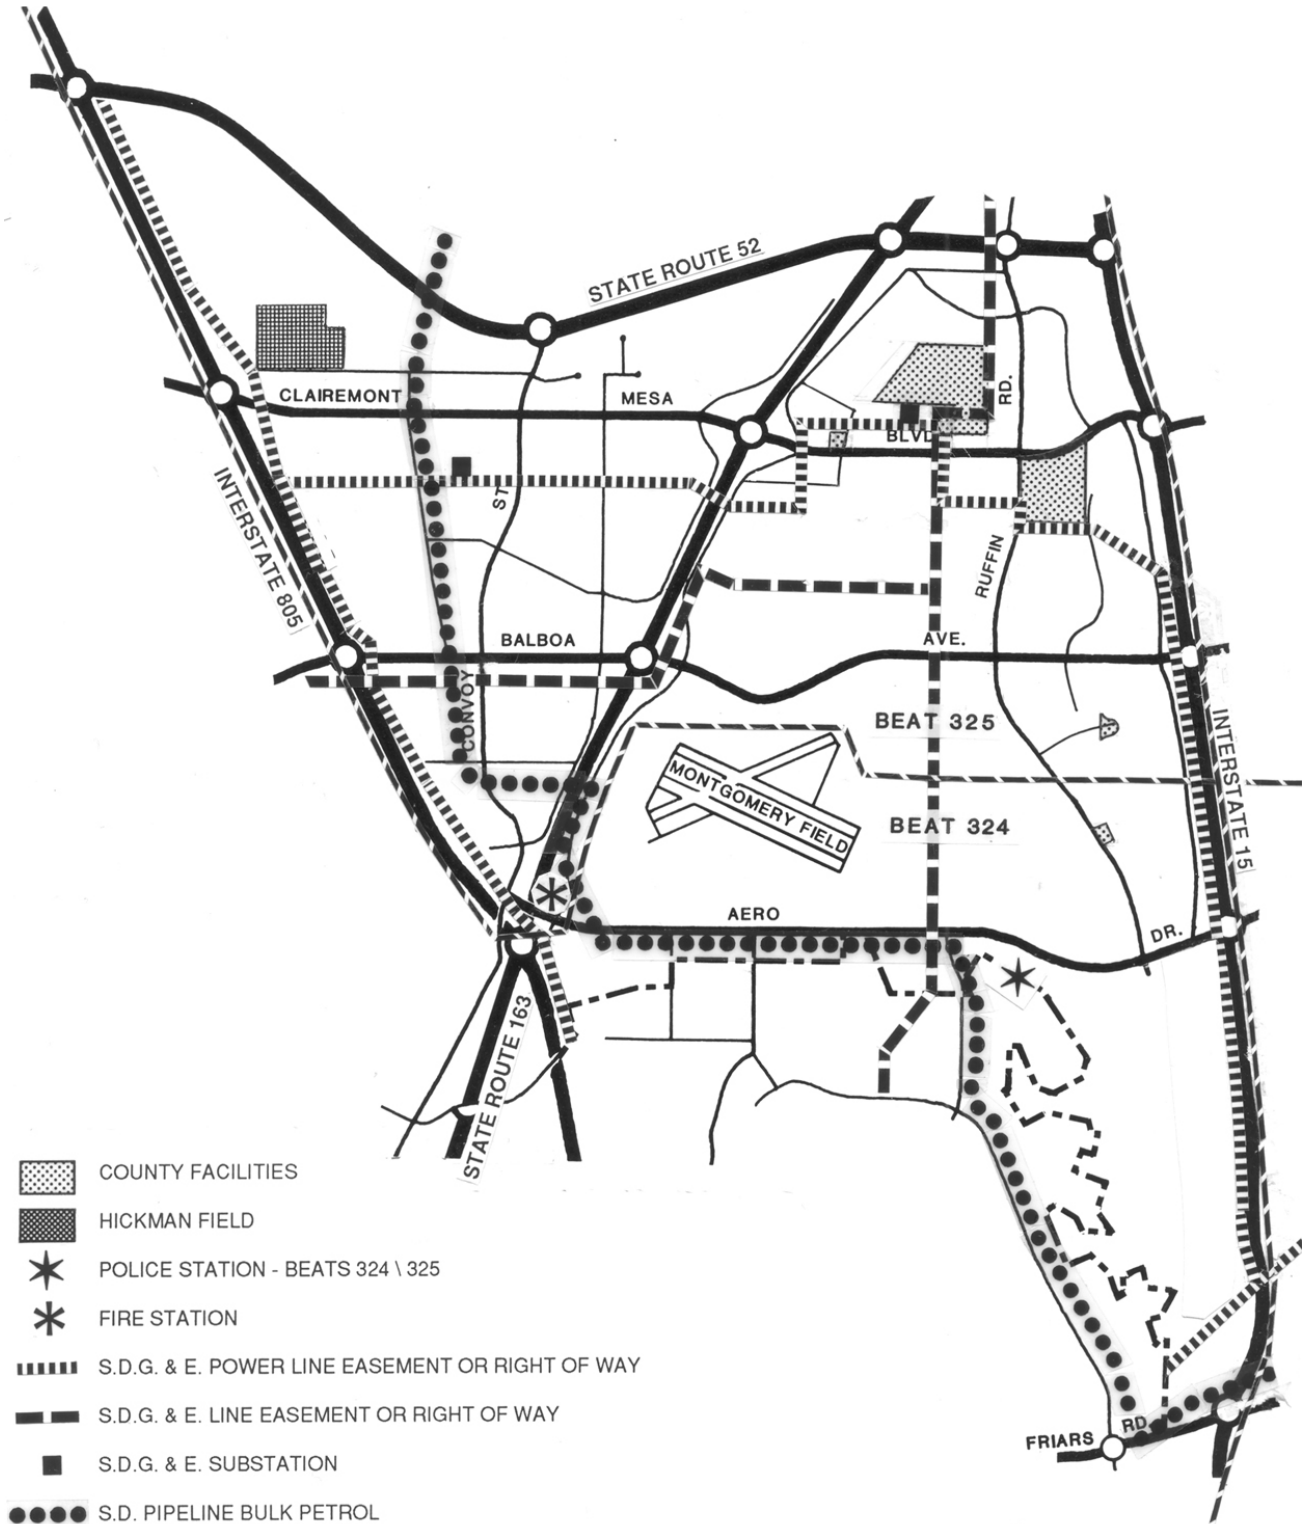 STATE ROUTE 52
CLAIREMONT
MESA
BLVD
RD.
ST
INTERSTATE 805
RUFFIN
BALBOA
AVE.
CONVOY
BEAT 325
MONTGOMERY FIELD
INTERSTATE 15
BEAT 324
AERO
DR.
STATE ROUTE 163
FRIARS
RD
COUNTY FACILITIES
HICKMAN FIELD
POLICE STATION - BEATS 324 \ 325
FIRE STATION
S.D.G. & E. POWER LINE EASEMENT OR RIGHT OF WAY
S.D.G. & E. LINE EASEMENT OR RIGHT OF WAY
S.D.G. & E. SUBSTATION
S.D. PIPELINE BULK PETROL